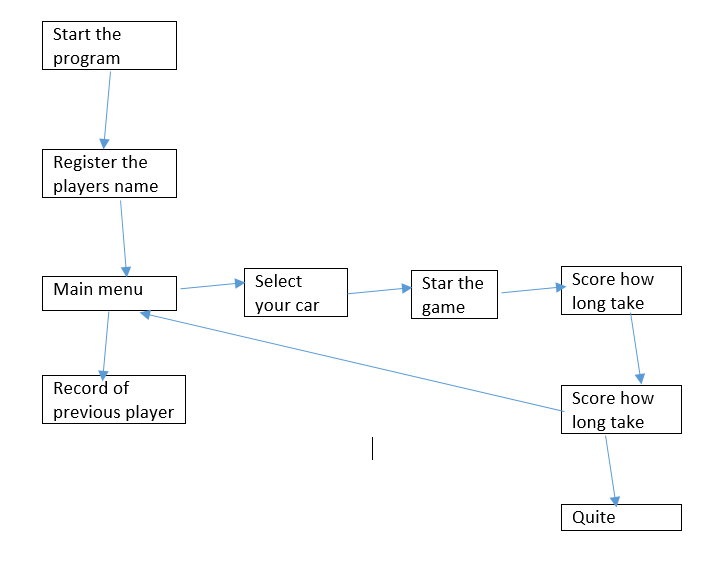 Start the
program
Register the
players name
Main menu
Select
your car
Star the
game
Score how
long take
Record of
previous player
Score how
long take
Quite